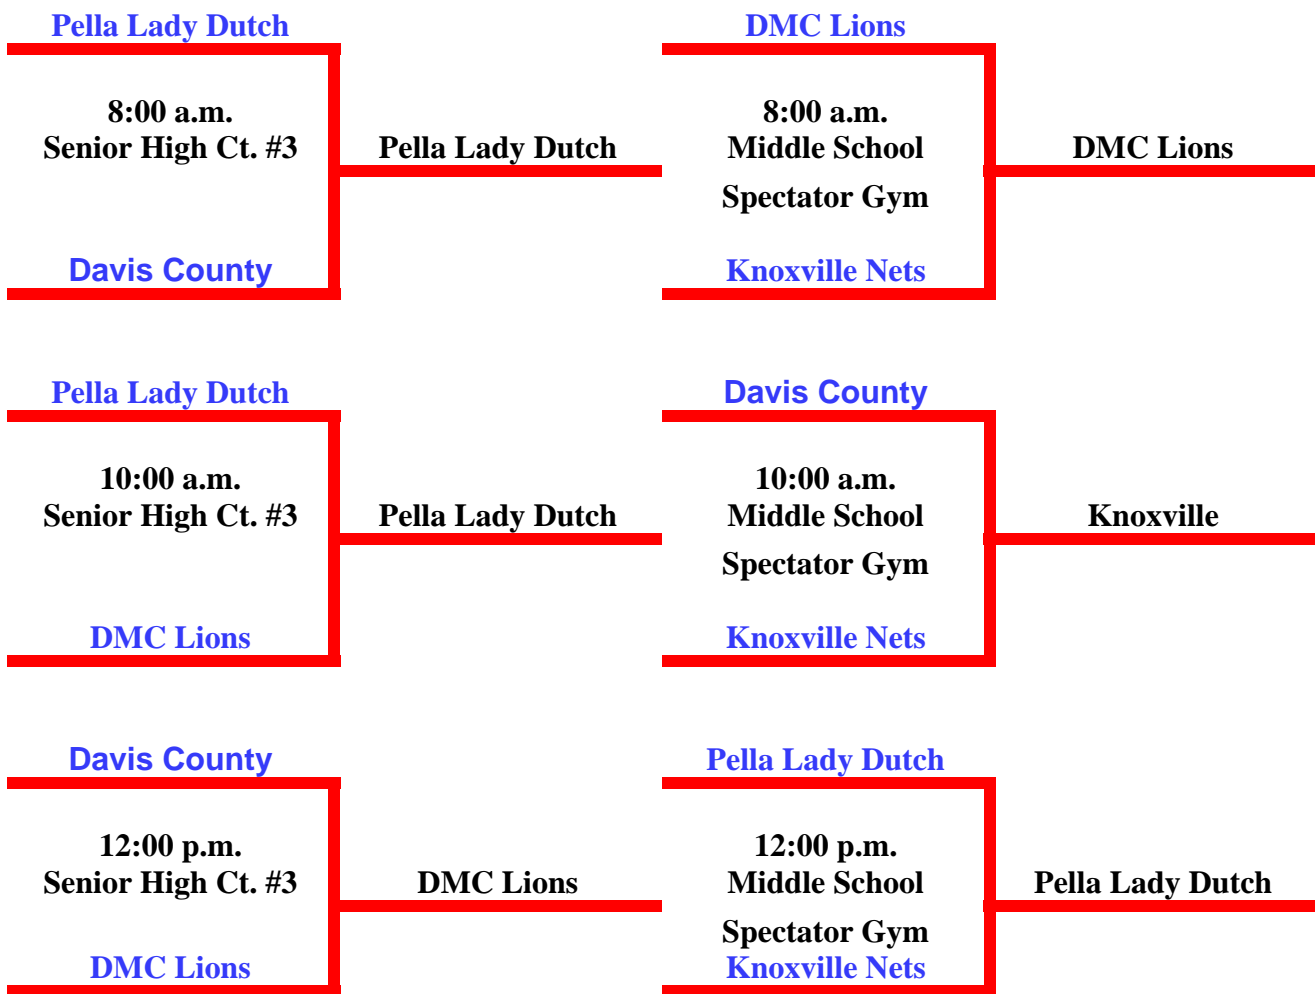 Pella Lady Dutch
8:00 a.m.
Senior High Ct. #3
Pella Lady Dutch
Davis County
DMC Lions
8:00 a.m.
Middle School
DMC Lions
Spectator Gym
Knoxville Nets
Pella Lady Dutch
10:00 a.m.
Senior High Ct. #3
Pella Lady Dutch
DMC Lions
Davis County
10:00 a.m.
Middle School
Knoxville
Spectator Gym
Knoxville Nets
Davis County
12:00 p.m.
Senior High Ct. #3
DMC Lions
DMC Lions
Pella Lady Dutch
12:00 p.m.
Middle School
Pella Lady Dutch
Spectator Gym
Knoxville Nets